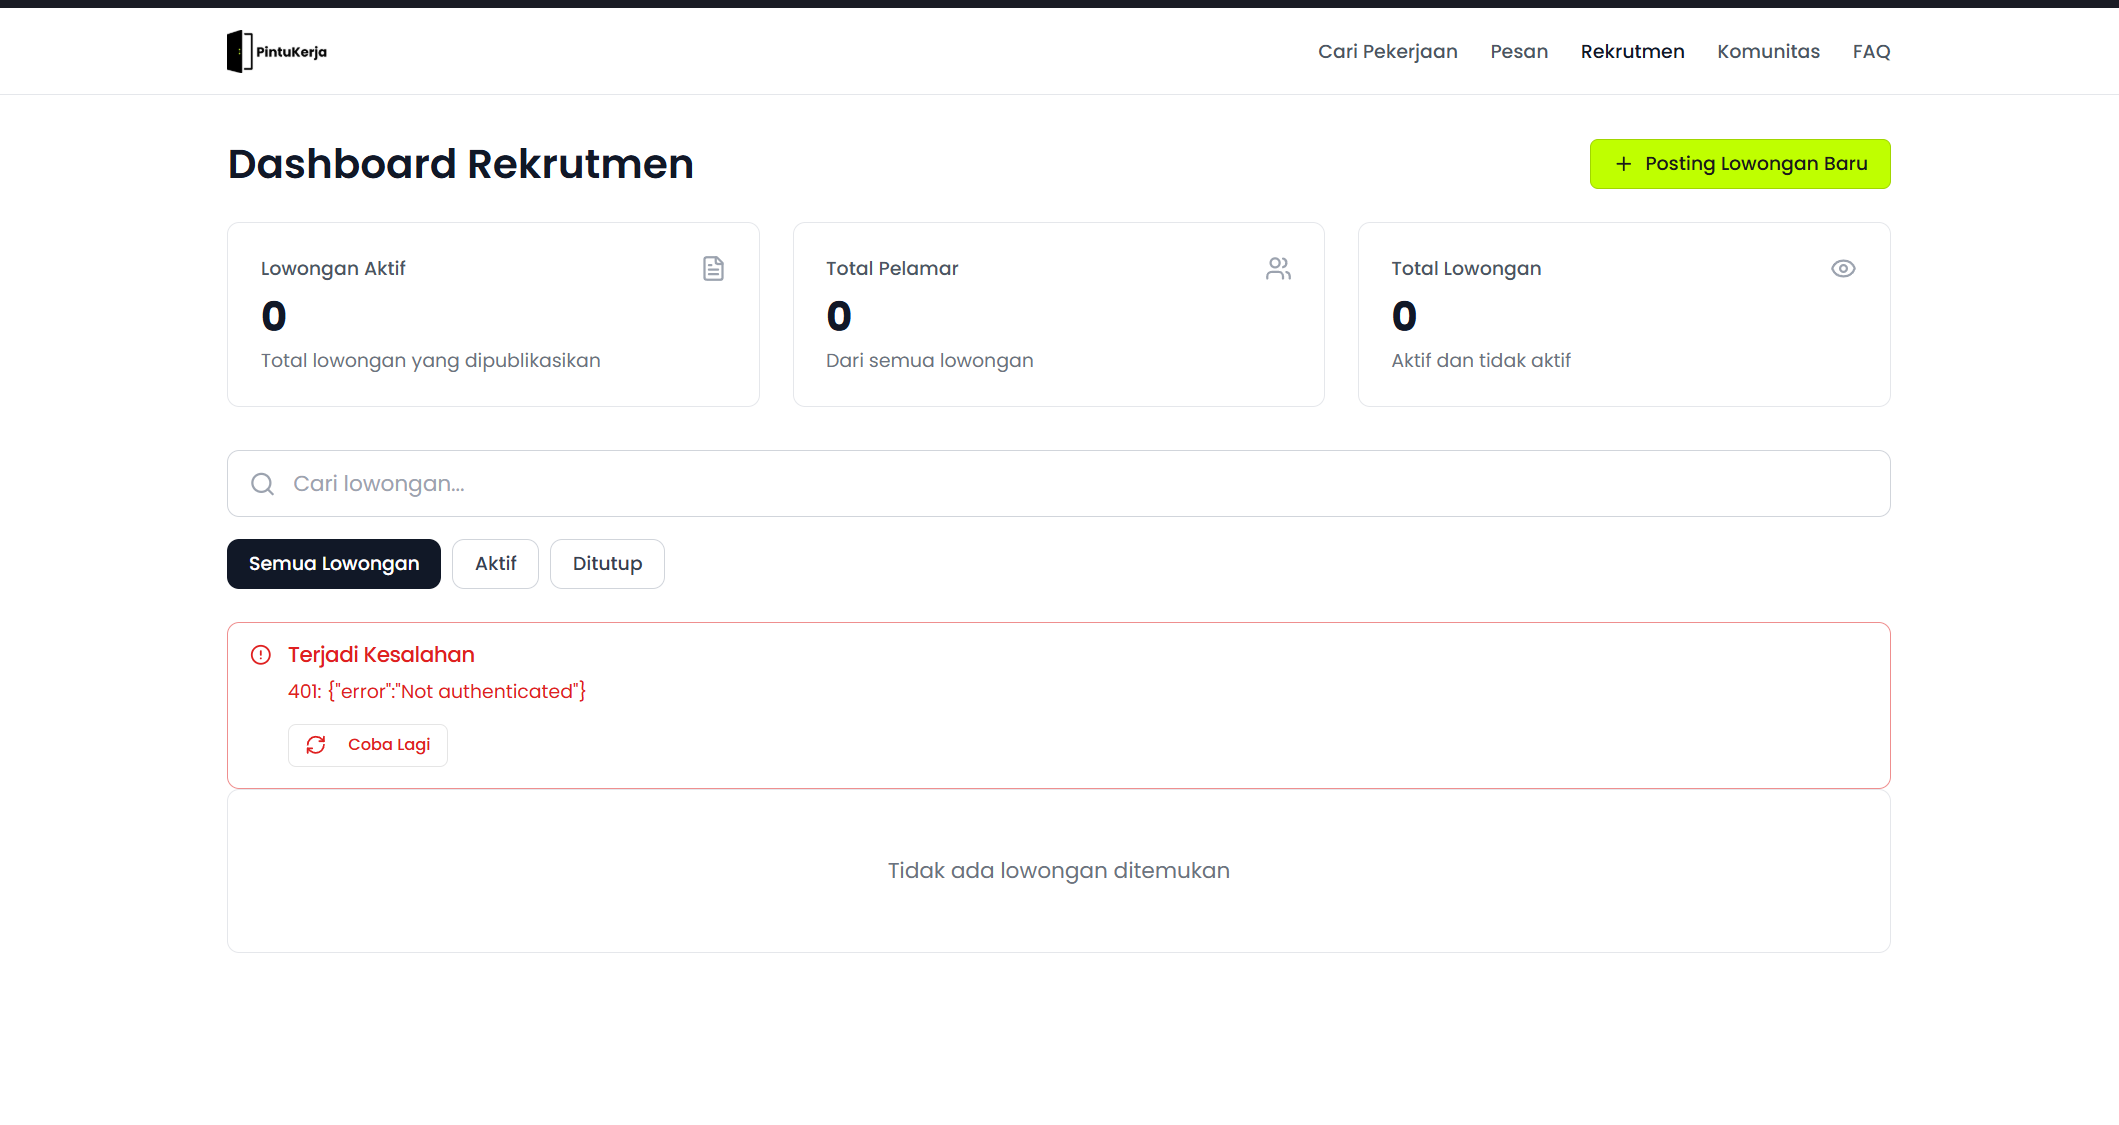 PintuKerja
Cari Pekerjaan Pesan Rekrutmen Komunitas FAQ
Dashboard Rekrutmen
Posting Lowongan Baru
Lowongan Aktif
0
Total lowongan yang dipublikasikan
Total Pelamar
0
Dari semua lowongan
Total Lowongan
0
Aktif dan tidak aktif
Cari lowongan...
Semua Lowongan Aktif Ditutup
Terjadi Kesalahan
401: {"error":"Not authenticated"}
Coba Lagi
Tidak ada lowongan ditemukan